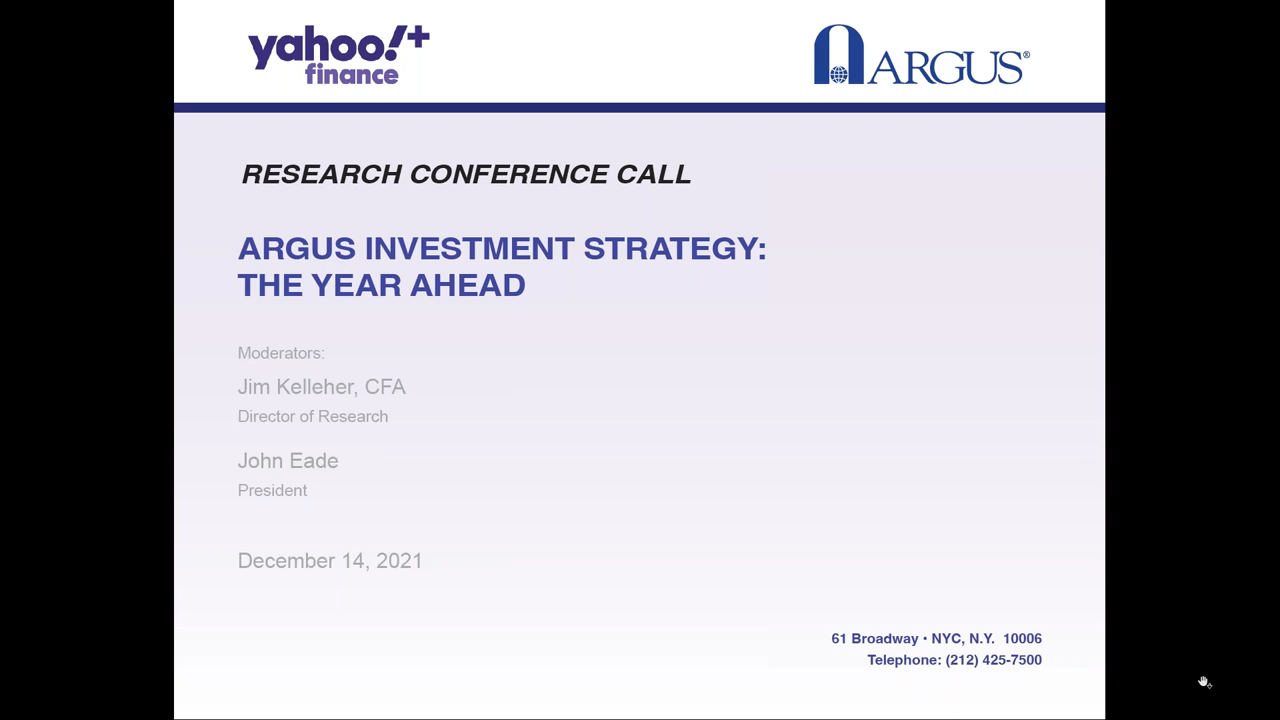 yahoo!+
finance
ARGUS®
RESEARCH CONFERENCE CALL
ARGUS INVESTMENT STRATEGY:
THE YEAR AHEAD
Moderators:
Jim Kelleher, CFA
Director of Research
John Eade
President
December 14, 2021
61 Broadway • NYC, N.Y. 10006
Telephone: (212) 425-7500